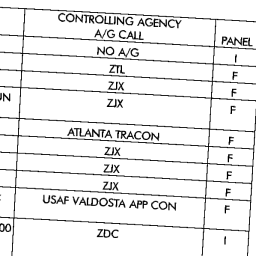 CONTROLLING AGENCY
A/G CALL PANEL
NO A/G I
ZTL F
ZJX F
UN ZJX F
ATLANTA TRACON F
ZJX F
ZJX F
ZJX F
USAF VALDOSTA APP CON F
00 ZDC I